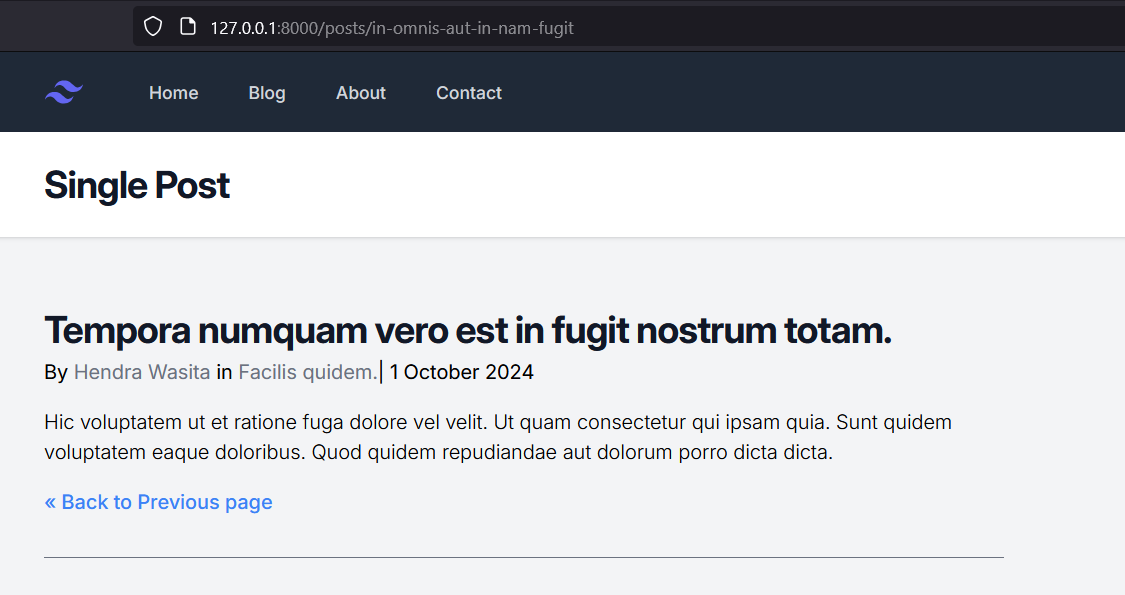 127.0.0.1:8000/posts/in-omnis-aut-in-nam-fugit
Home Blog About Contact
Single Post
Tempora numquam vero est in fugit nostrum totam.
By Hendra Wasita in Facilis quidem.| 1 October 2024
Hic voluptatem ut et ratione fuga dolore vel velit. Ut quam consectetur qui ipsam quia. Sunt quidem
voluptatem eaque doloribus. Quod quidem repudiandae aut dolorum porro dicta dicta.
« Back to Previous page